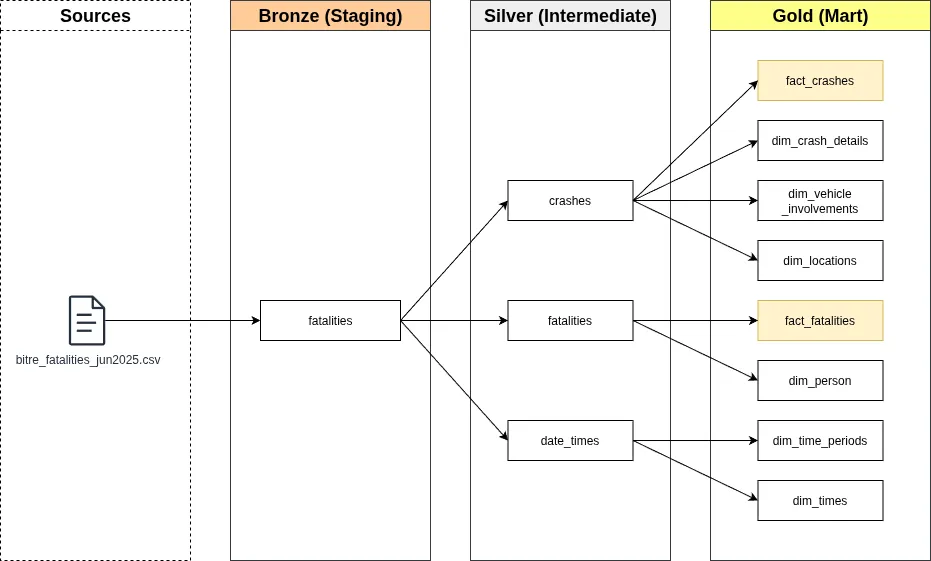 Sources
Bronze (Staging)
Silver (Intermediate)
Gold (Mart)
bitre_fatalities_jun2025.csv
fatalities
crashes
fatalities
date_times
fact_crashes
dim_crash_details
dim_vehicle
_involvements
dim_locations
fact_fatalities
dim_person
dim_time_periods
dim_times